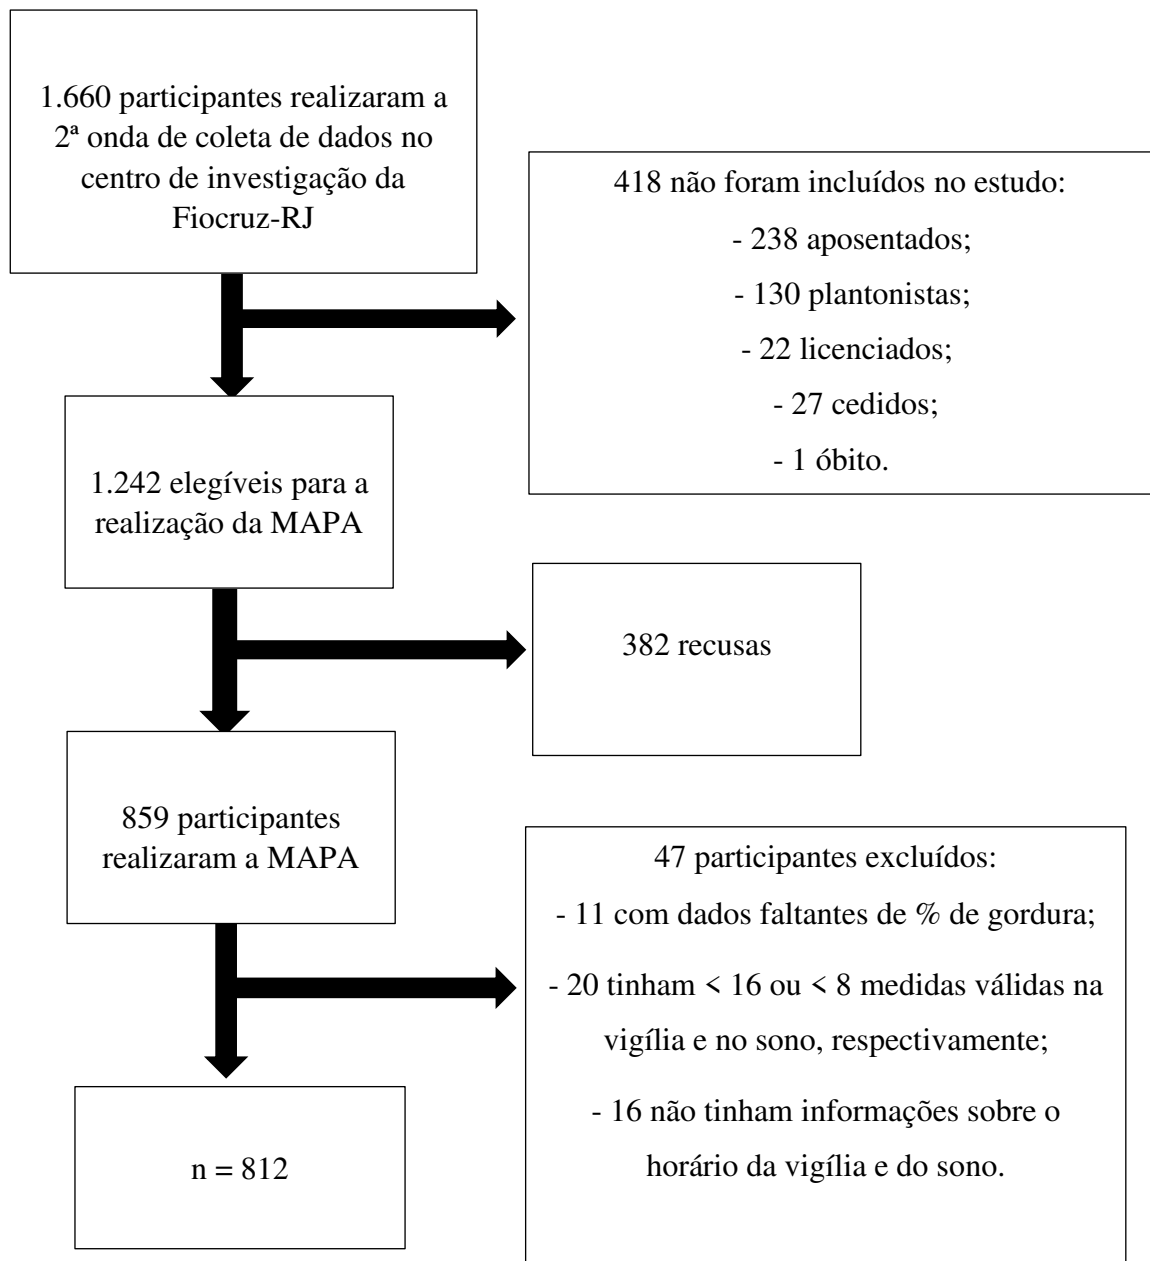 1.660 participantes realizaram a
2ª onda de coleta de dados no
centro de investigação da
Fiocruz-RJ
418 não foram incluídos no estudo:
- 238 aposentados;
- 130 plantonistas;
- 22 licenciados;
- 27 cedidos;
- 1 óbito.
1.242 elegíveis para a
realização da MAPA
382 recusas
859 participantes
realizaram a MAPA
47 participantes excluídos:
- 11 com dados faltantes de % de gordura;
- 20 tinham < 16 ou < 8 medidas válidas na
vigília e no sono, respectivamente;
- 16 não tinham informações sobre o
horário da vigília e do sono.
n = 812